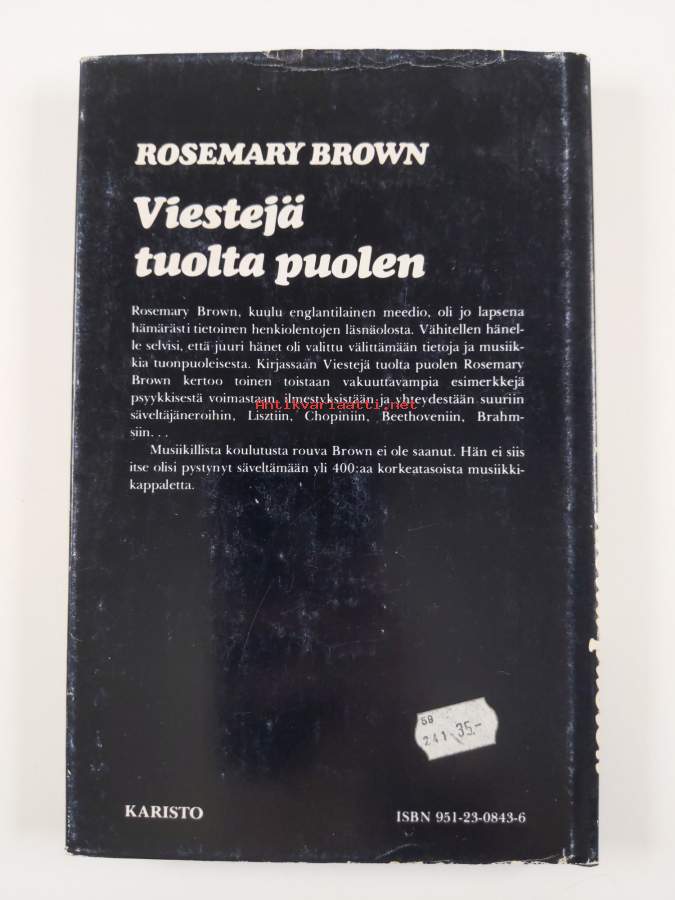 ROSEMARY BROWN
Viestejä
tuolta puolen
Rosemary Brown, kuulu englantilainen meedio, oli jo lapsena
hämärästi tietoinen henkiolentojen läsnäolosta. Vähitellen hänel-
le selvisi, että juuri hänet oli valittu välittämään tietoja ja musiik-
kia tuonpuoleisesta. Kirjassaan Viestejä tuolta puolen Rosemary
Brown kertoo toinen toistaan vakuuttavampia esimerkkejä
psyykkisestä voimastaan, ilmestyksistään ja yhteydestään suuriin
Antikvariaatti.net
säveltäjäneroihin, Lisztiin, Chopiniin, Beethoveniin, Brahm-
siin. . .
Musiikillista koulutusta rouva Brown ei ole saanut. Hän ei siis
itse olisi pystynyt säveltämään yli 400:aa korkeatasoista musiikki-
kappaletta.
58
241 35.-
KARISTO
ISBN 951-23-0843-6